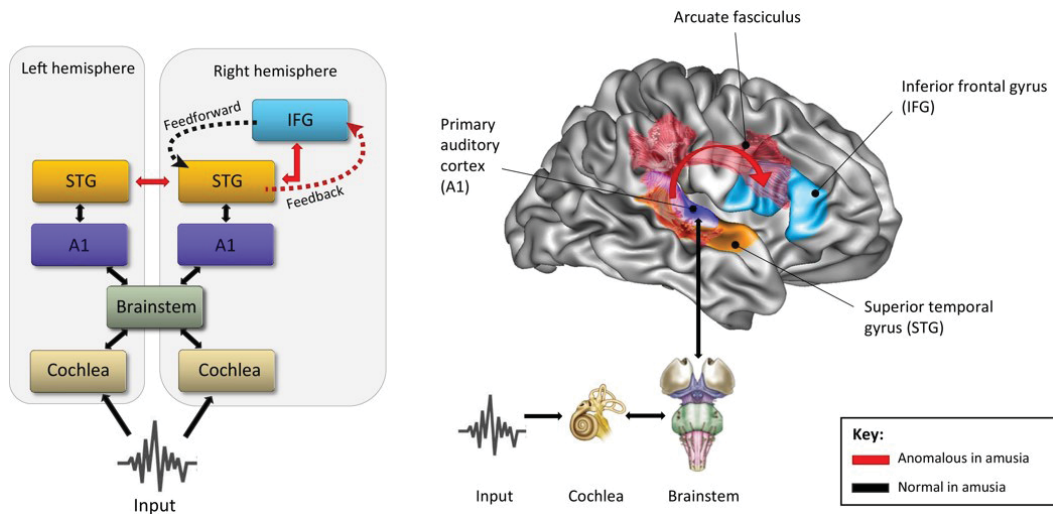 Left hemisphere
Right hemisphere
Feedforward
IFG
STG
STG
Feedback
A1
A1
Brainstem
Cochlea
Cochlea
Input
Arcuate fasciculus
Inferior frontal gyrus
(IFG)
Primary
auditory
cortex
(A1)
Superior temporal
gyrus (STG)
Input
Cochlea
Brainstem
Key:
Anomalous in amusia
Normal in amusia